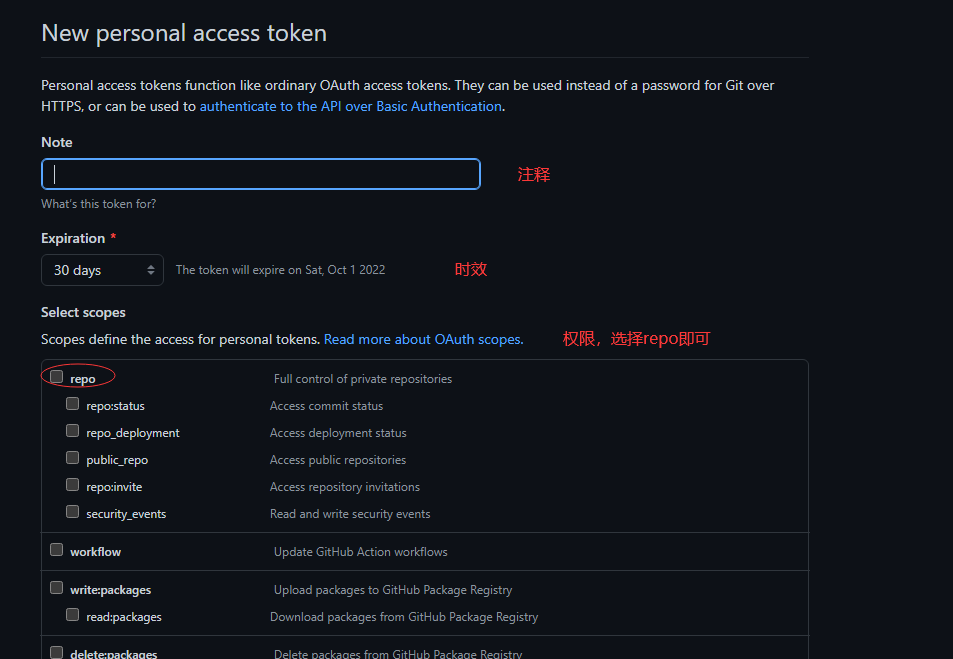 New personal access token
Personal access tokens function like ordinary OAuth access tokens. They can be used instead of a password for Git over
HTTPS, or can be used to authenticate to the API over Basic Authentication.
Note
注释
What's this token for?
Expiration *
30 days The token will expire on Sat, Oct 1 2022 时效
Select scopes
Scopes define the access for personal tokens. Read more about OAuth scopes. 权限，选择repo即可
repo Full control of private repositories
repo:status Access commit status
repo_deployment Access deployment status
public_repo Access public repositories
repo:invite Access repository invitations
security_events Read and write security events
workflow Update GitHub Action workflows
write:packages Upload packages to GitHub Package Registry
read:packages Download packages from GitHub Package Registry
delete:packages Delete packages from GitHub Package Registry